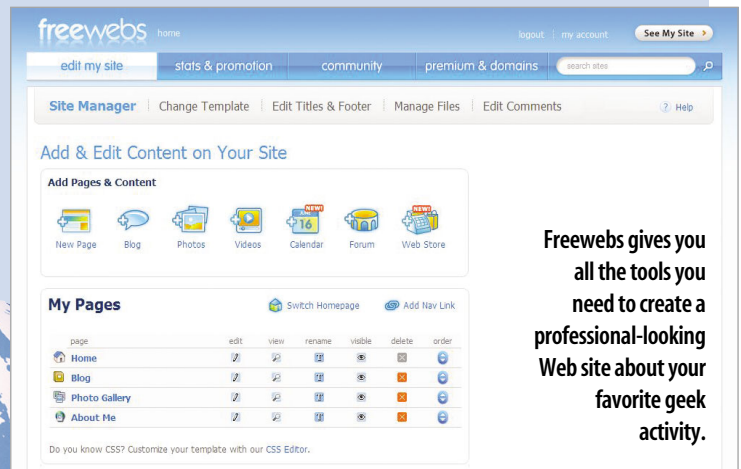 freewebs home logout my account See My Site
edit my site stats & promotion community premium & domains search sites
Site Manager Change Template Edit Titles & Footer Manage Files Edit Comments ? Help
Add & Edit Content on Your Site
Add Pages & Content
NEW! NEW!
16
New Page Blog Photos Videos Calendar Forum Web Store
My Pages Switch Homepage Add Nav Link
page edit view rename visible delete order
Home
Blog
Photo Gallery
About Me
Do you know CSS? Customize your template with our CSS Editor.
Freewebs gives you
all the tools you
need to create a
professional-looking
Web site about your
favorite geek
activity.